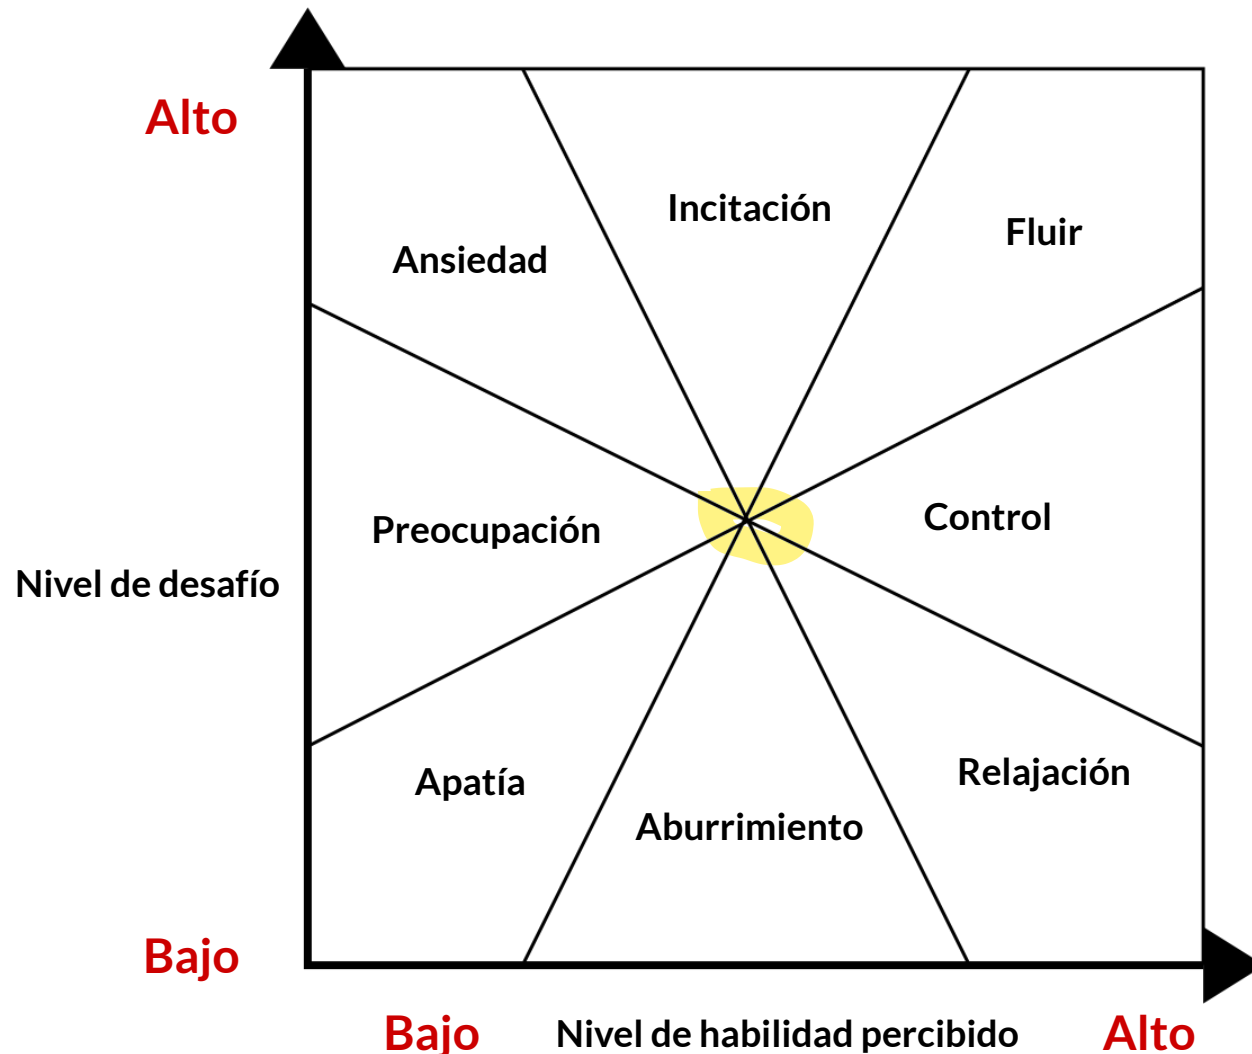 Alto
Incitación
Fluir
Ansiedad
Control
Preocupación
Nivel de desafío
Relajación
Apatía
Aburrimiento
Bajo
Bajo
Nivel de habilidad percibido
Alto